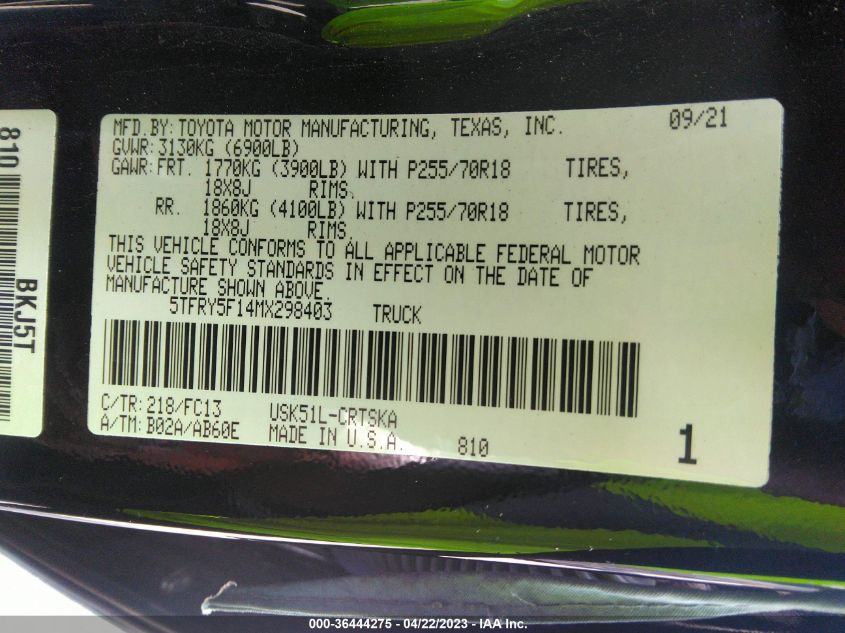 MFD.BY: TOYOTA MOTOR MANUFACTURING, TEXAS, INC. 09/21
GVWR: 3130KG (6900LB)
GAWR: FRT. 1770KG (3900LB) WITH P255/70R18 TIRES,
18X8J RIMS,
RR. 1860KG (4100LB) WITH P255/70R18 TIRES,
18X8J RIMS
THIS VEHICLE CONFORMS TO ALL APPLICABLE FEDERAL MOTOR
VEHICLE SAFETY STANDARDS IN EFFECT ON THE DATE OF
MANUFACTURE SHOWN ABOVE.
5TFRY5F14MX298403 TRUCK
C/TR: 218/FC13 USK51L-CRTSKA
A/TM: B02A/AB60E MADE IN U.S.A. 810 1
810
BKJ5T
000-36444275 - 04/22/2023 - IAA Inc.